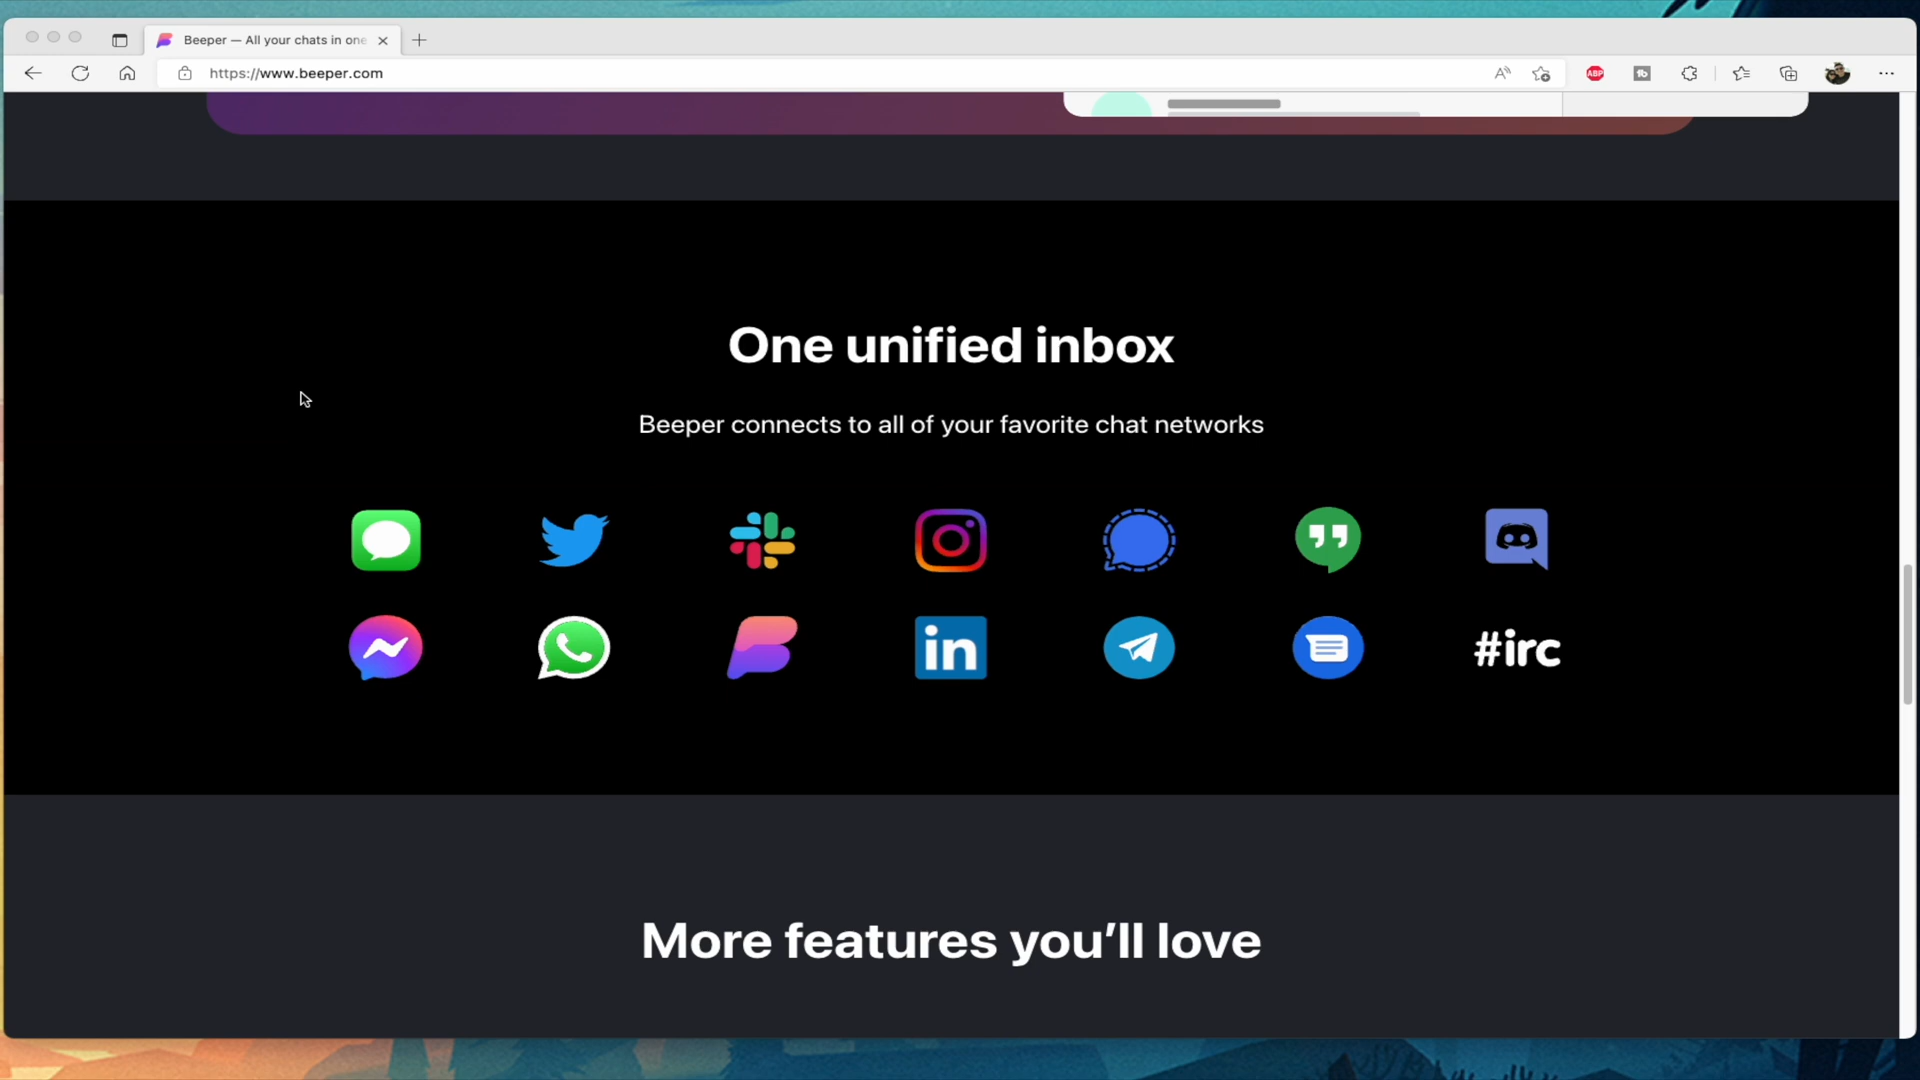 Beeper — All your chats in one
https://www.beeper.com
ABP
One unified inbox
Beeper connects to all of your favorite chat networks
in
#irc
More features you’ll love